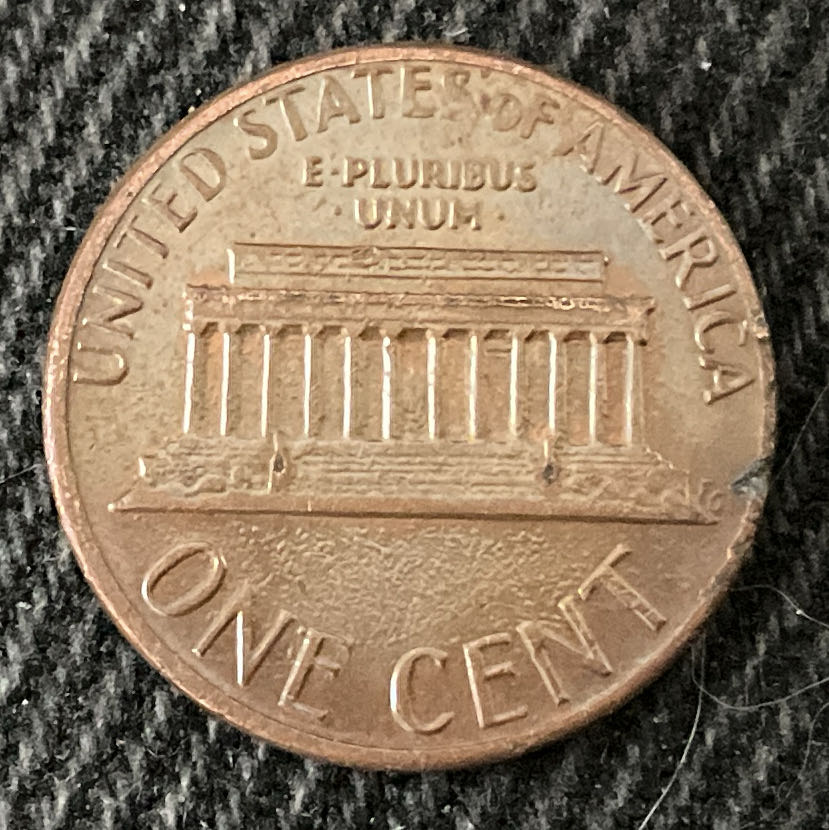 UNITED STATES OF AMERICA
E·PLURIBUS
·UNUM·
ONE CENT